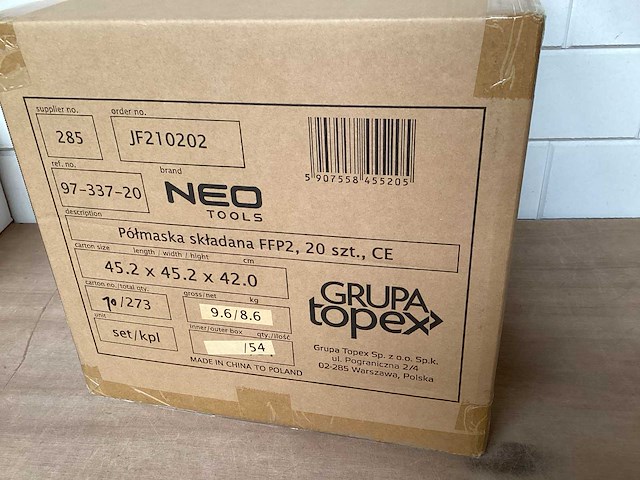 supplier no.
order no.
285
JF210202
5 907558 455205
ref. no.
brand
97-337-20
NEO
TOOLS
description
Półmaska składana FFP2, 20 szt., CE
carton size length / width / hight cm
45.2 x 45.2 x 42.0
carton no./total qty.
gross/net kg
/273
9.6/8.6
unit
inner/outer box qty./ilość
set/kpl
/54
MADE IN CHINA TO POLAND
GRUPA
topex
Grupa Topex Sp. z o.o. Sp.k.
ul. Pograniczna 2/4
02-285 Warszawa, Polska